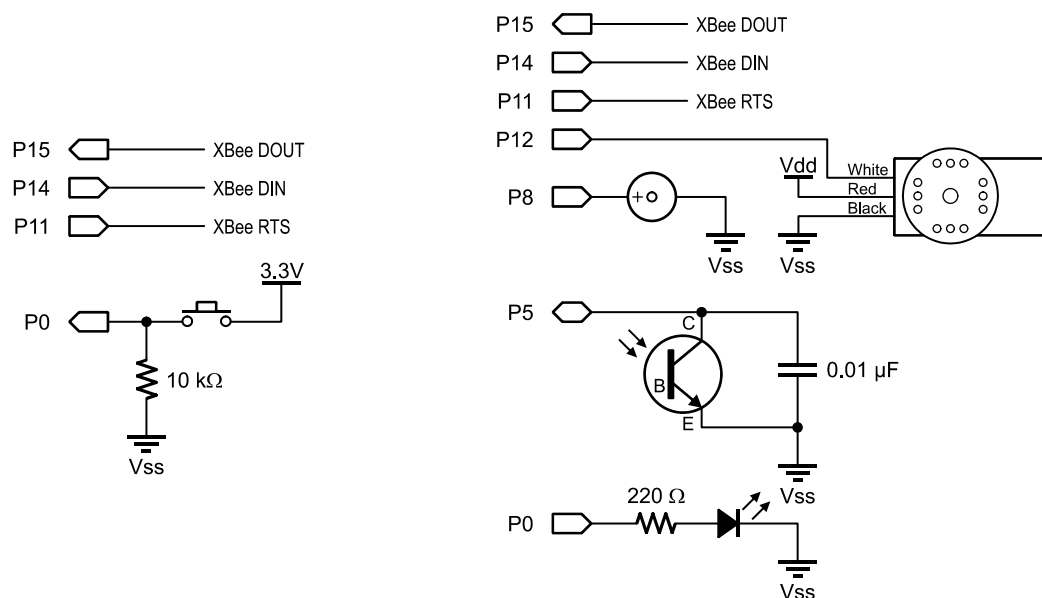 P15 XBee DOUT
P14 XBee DIN
P11 XBee RTS
3.3V
P0
10 kΩ
Vss
P15 XBee DOUT
P14 XBee DIN
P11 XBee RTS
P12
White
Vdd
Red
P8 +
Black
Vss
Vss
P5
C
B
0.01 µF
E
Vss
220 Ω
P0
Vss